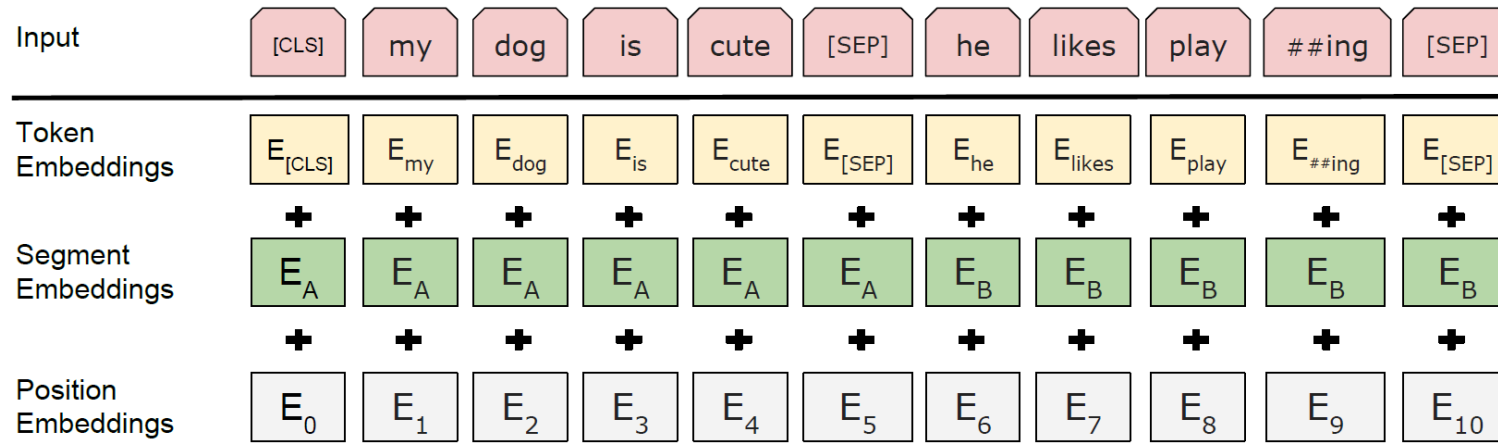 Input [CLS] my dog is cute [SEP] he likes play ##ing [SEP]
Token
Embeddings
E[CLS] Emy Edog Eis Ecute E[SEP] Ehe Elikes Eplay E##ing E[SEP]
+ + + + + + + + + + +
Segment
Embeddings
EA EA EA EA EA EA EB EB EB EB EB
+ + + + + + + + + + +
Position
Embeddings
E0 E1 E2 E3 E4 E5 E6 E7 E8 E9 E10